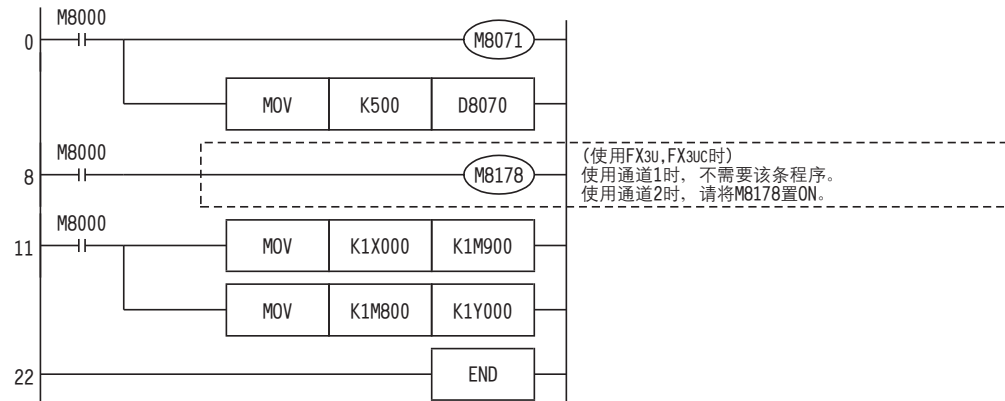 M8000
0
M8071
MOV K500 D8070
M8000
(使用FX3U,FX3UC时)
8
M8178
使用通道1时，不需要该条程序。
使用通道2时，请将M8178置ON。
M8000
11
MOV K1X000 K1M900
MOV K1M800 K1Y000
22
END